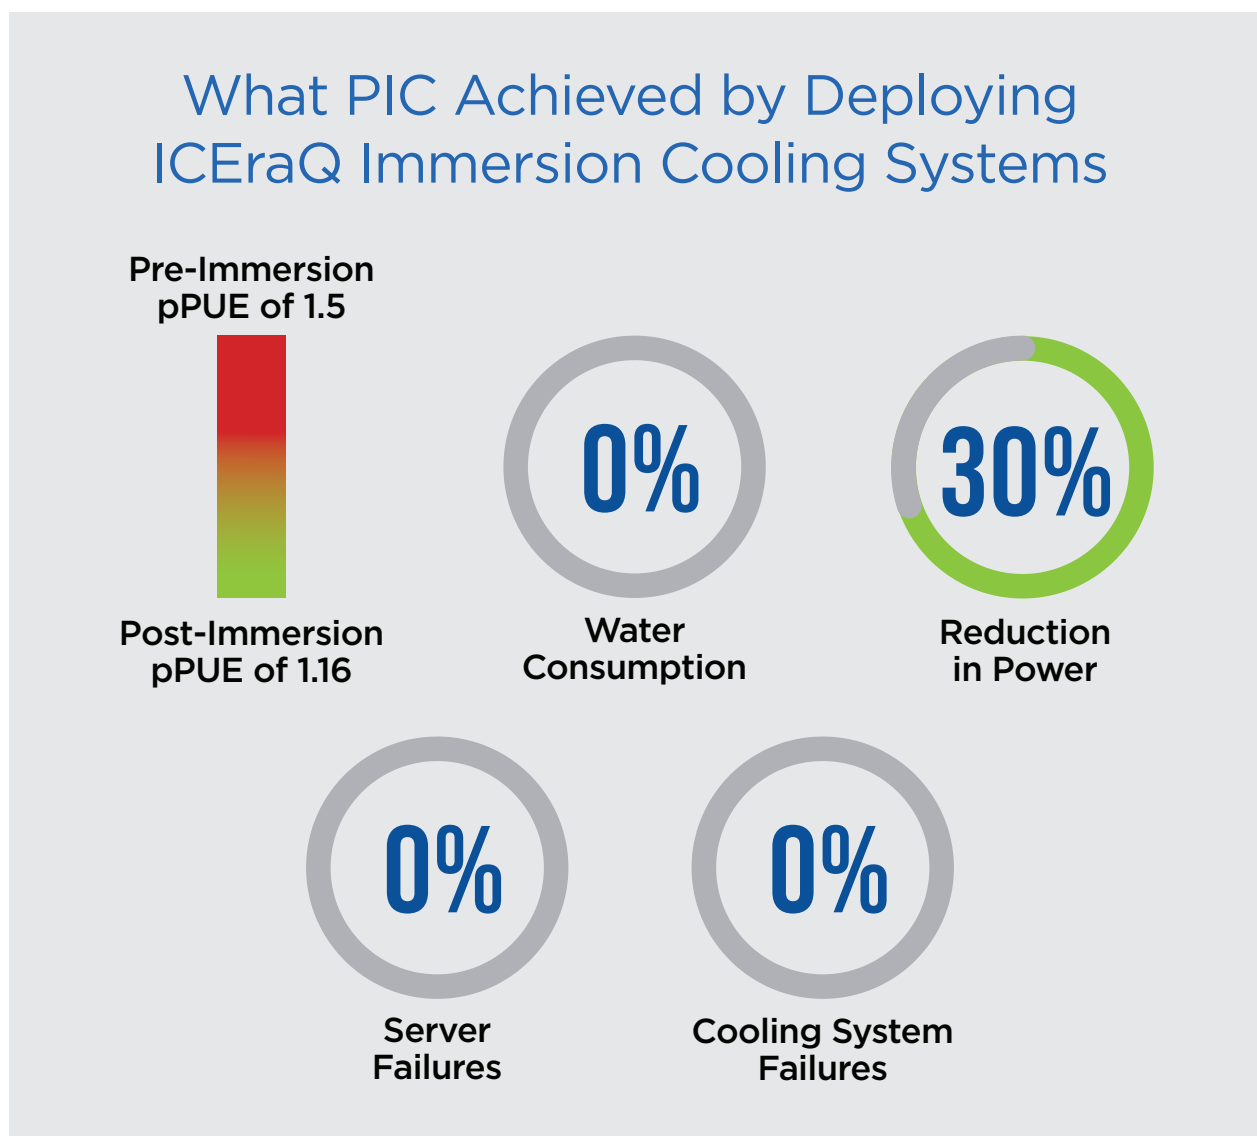 What PIC Achieved by Deploying
ICEraQ Immersion Cooling Systems
Pre-Immersion
pPUE of 1.5
Post-Immersion
pPUE of 1.16
0%
Water
Consumption
30%
Reduction
in Power
0%
Server
Failures
0%
Cooling System
Failures